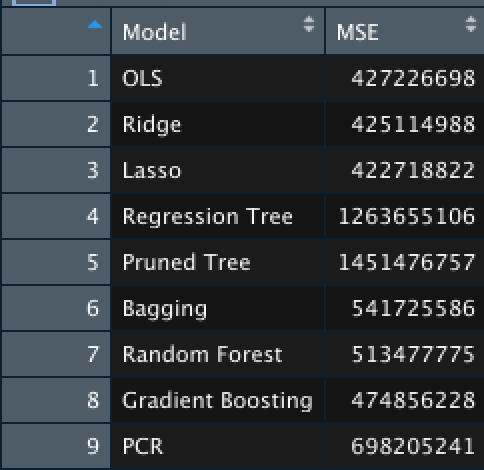 Model MSE
1 OLS 427226698
2 Ridge 425114988
3 Lasso 422718822
4 Regression Tree 1263655106
5 Pruned Tree 1451476757
6 Bagging 541725586
7 Random Forest 513477775
8 Gradient Boosting 474856228
9 PCR 698205241